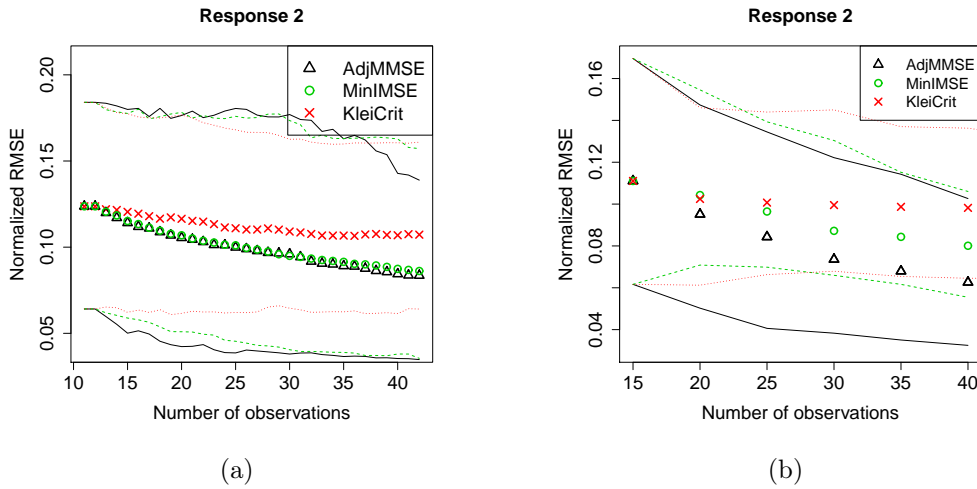 Response 2
Normalized RMSE
0.20
0.15
0.10
0.05
AdjMMSE
MinIMSE
KleiCrit
10 15 20 25 30 35 40
Number of observations
(a)
Response 2
Normalized RMSE
0.16
0.12
0.08
0.04
AdjMMSE
MinIMSE
KleiCrit
15 20 25 30 35 40
Number of observations
(b)